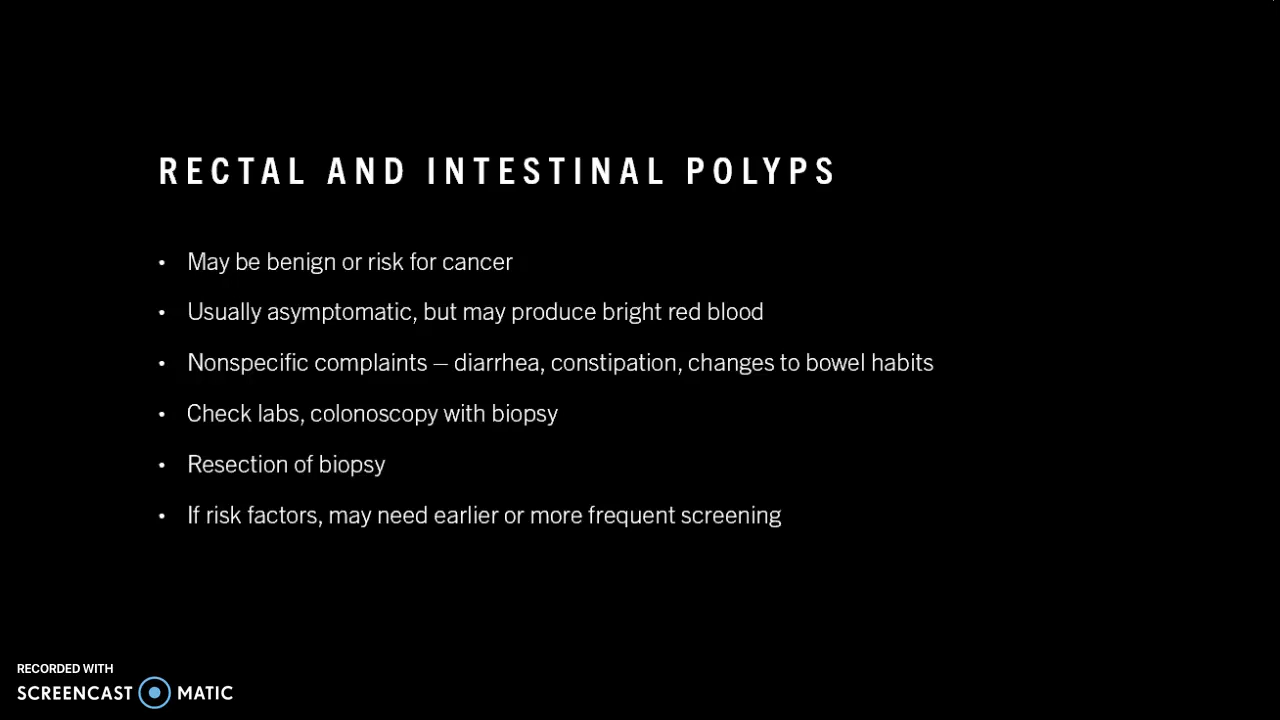 RECTAL AND INTESTINAL POLYPS
• May be benign or risk for cancer
• Usually asymptomatic, but may produce bright red blood
• Nonspecific complaints – diarrhea, constipation, changes to bowel habits
• Check labs, colonoscopy with biopsy
• Resection of biopsy
• If risk factors, may need earlier or more frequent screening
RECORDED WITH
SCREENCAST MATIC